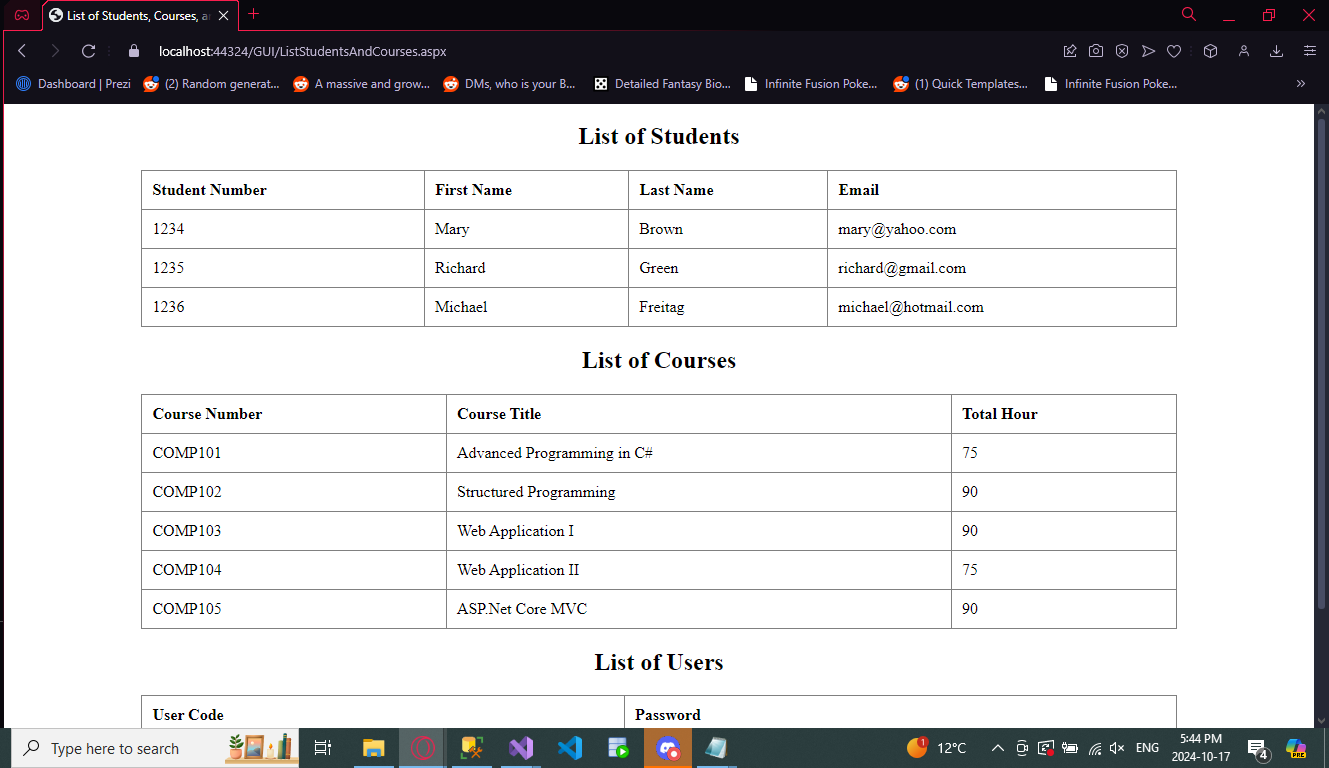 List of Students, Courses, a
localhost:44324/GUI/ListStudentsAndCourses.aspx
Dashboard | Prezi (2) Random generat... A massive and grow... DMs, who is your B... Detailed Fantasy Bio... Infinite Fusion Poke... (1) Quick Templates... Infinite Fusion Poke... »
List of Students
Student Number First Name Last Name Email
1234 Mary Brown mary@yahoo.com
1235 Richard Green richard@gmail.com
1236 Michael Freitag michael@hotmail.com
List of Courses
Course Number Course Title Total Hour
COMP101 Advanced Programming in C# 75
COMP102 Structured Programming 90
COMP103 Web Application I 90
COMP104 Web Application II 75
COMP105 ASP.Net Core MVC 90
List of Users
User Code Password
Type here to search 1 12°C ENG 5:44 PM 4 PRE
2024-10-17